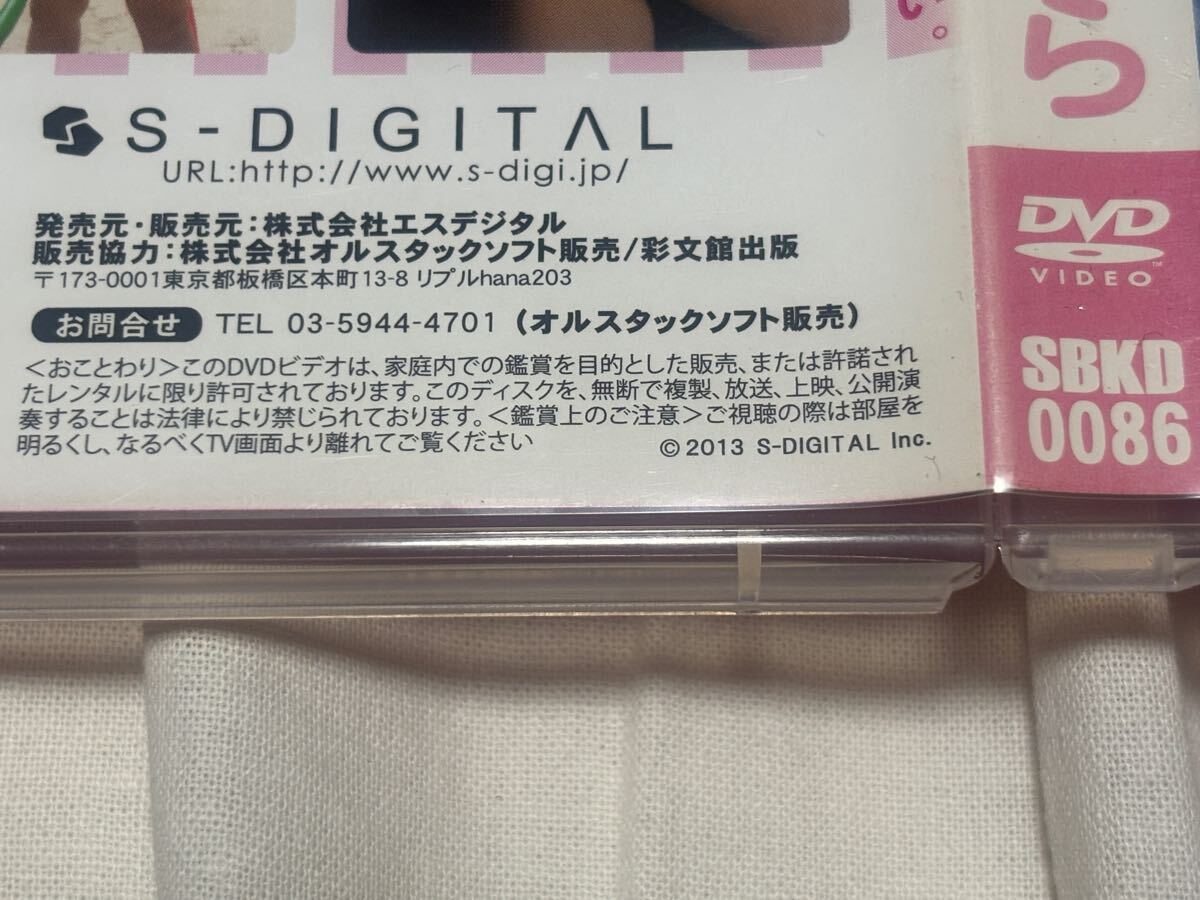 い。
S-DIGITAL
URL:http://www.s-digi.jp/
発売元・販売元：株式会社エスデジタル
販売協力：株式会社オルスタックソフト販売/彩文館出版
〒173-0001東京都板橋区本町13-8 リプルhana203
お問合せ TEL 03-5944-4701（オルスタックソフト販売）
＜おことわり＞このDVDビデオは、家庭内での鑑賞を目的とした販売、または許諾され
たレンタルに限り許可されております。このディスクを、無断で複製、放送、上映、公開演
奏することは法律により禁じられております。＜鑑賞上のご注意＞ご視聴の際は部屋を
明るくし、なるべくTV画面より離れてご覧ください
©2013 S-DIGITAL Inc.
ら
DVD
VIDEO™
SBKD
0086